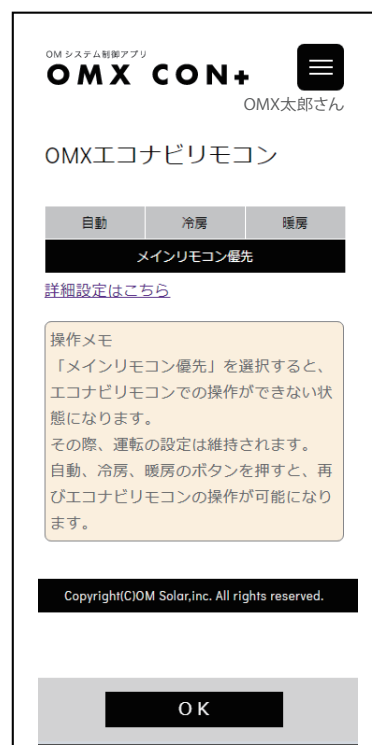 OMシステム制御アプリ
OMX CON+
OMX太郎さん
OMXエコナビリモコン
自動 冷房 暖房
メインリモコン優先
詳細設定はこちら
操作メモ
「メインリモコン優先」を選択すると、
エコナビリモコンでの操作ができない状
態になります。
その際、運転の設定は維持されます。
自動、冷房、暖房のボタンを押すと、再
びエコナビリモコンの操作が可能になり
ます。
Copyright(C)OM Solar,inc. All rights reserved.
OK